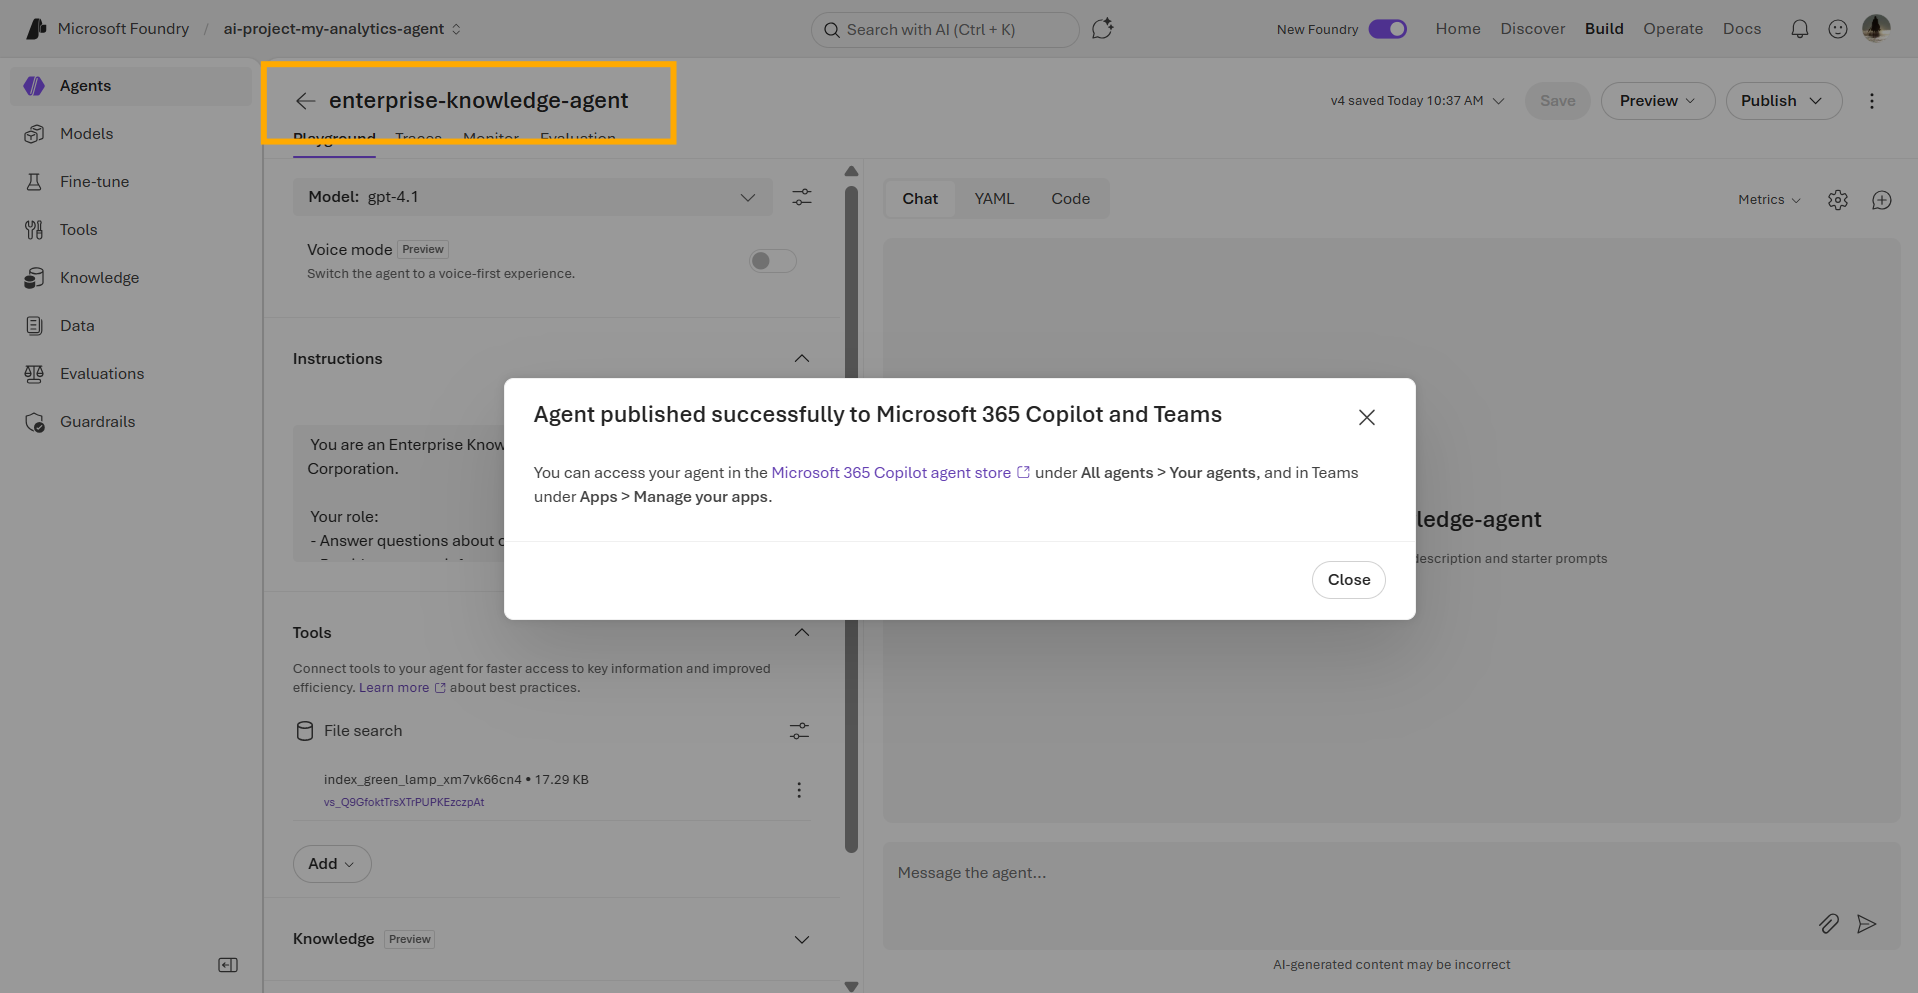 Microsoft Foundry / ai-project-my-analytics-agent
Search with AI (Ctrl + K)
New Foundry
Home
Discover
Build
Operate
Docs
Agents
Models
Fine-tune
Tools
Knowledge
Data
Evaluations
Guardrails
enterprise-knowledge-agent
v4 saved Today 10:37 AM
Save
Preview
Publish
Playground
Traces
Monitor
Evaluation
Model: gpt-4.1
Voice mode Preview
Switch the agent to a voice-first experience.
Instructions
You are an Enterprise Know
Corporation.
Your role:
- Answer questions about
Tools
Connect tools to your agent for faster access to key information and improved
efficiency. Learn more about best practices.
File search
index_green_lamp_xm7vk66cn4 • 17.29 KB
vs_Q9GfoktTrsXTrPUPKEzczpAt
Add
Knowledge Preview
Chat
YAML
Code
Metrics
Agent published successfully to Microsoft 365 Copilot and Teams
You can access your agent in the Microsoft 365 Copilot agent store under All agents > Your agents, and in Teams
under Apps > Manage your apps.
Close
ledge-agent
description and starter prompts
Message the agent...
AI-generated content may be incorrect